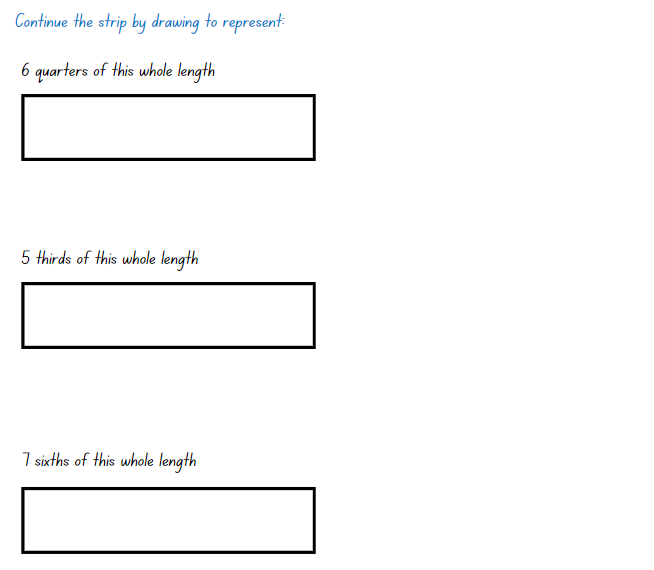 Continue the strip by drawing to represent:
6 quarters of this whole length
5 thirds of this whole length
7 sixths of this whole length